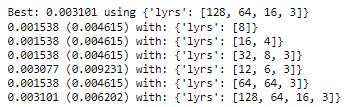 Best: 0.003101 using {'lyrs': [128, 64, 16, 3]}
0.001538 (0.004615) with: {'lyrs': [8]}
0.001538 (0.004615) with: {'lyrs': [16, 4]}
0.001538 (0.004615) with: {'lyrs': [32, 8, 3]}
0.003077 (0.009231) with: {'lyrs': [12, 6, 3]}
0.001538 (0.004615) with: {'lyrs': [64, 64, 3]}
0.003101 (0.006202) with: {'lyrs': [128, 64, 16, 3]}